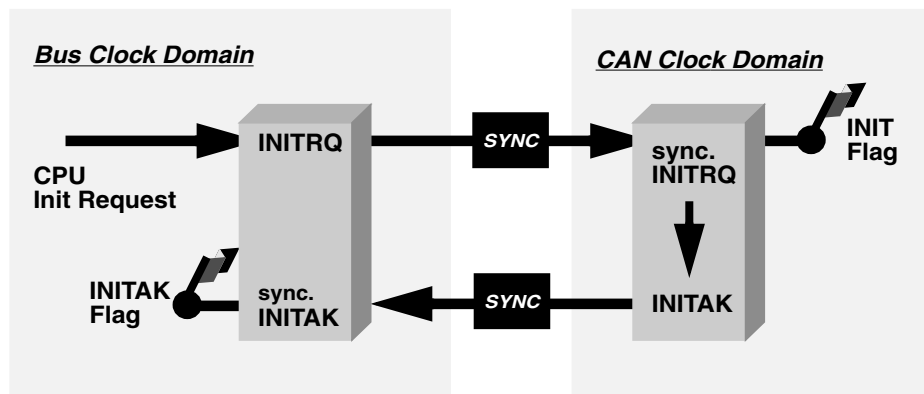 Bus Clock Domain
CAN Clock Domain
CPU
Init Request
INITRQ
SYNC
sync.
INITRQ
INIT
Flag
INITAK
Flag
sync.
INITAK
SYNC
INITAK